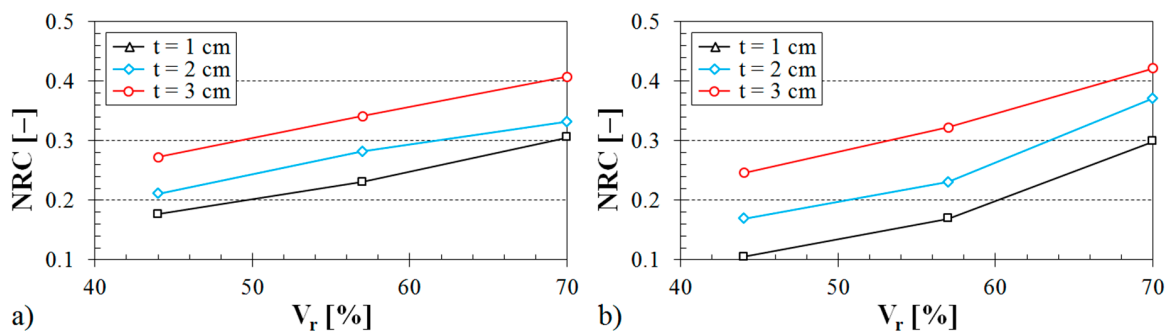 0.5
0.4
0.3
0.2
0.1
NRC [–]
t = 1 cm
t = 2 cm
t = 3 cm
40
50
60
70
a)
V_r [%]
0.5
0.4
0.3
0.2
0.1
NRC [–]
t = 1 cm
t = 2 cm
t = 3 cm
40
50
60
70
b)
V_r [%]